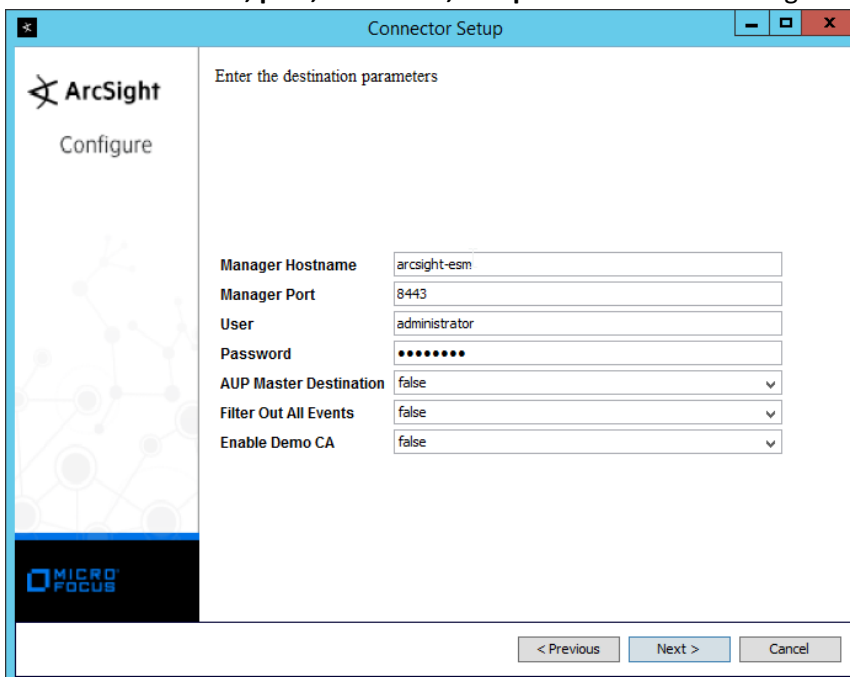 Connector Setup
ArcSight
Configure
Enter the destination parameters
Manager Hostname arcsight-esm
Manager Port 8443
User administrator
Password ••••••••
AUP Master Destination false
Filter Out All Events false
Enable Demo CA false
MICRO
FOCUS
< Previous Next > Cancel